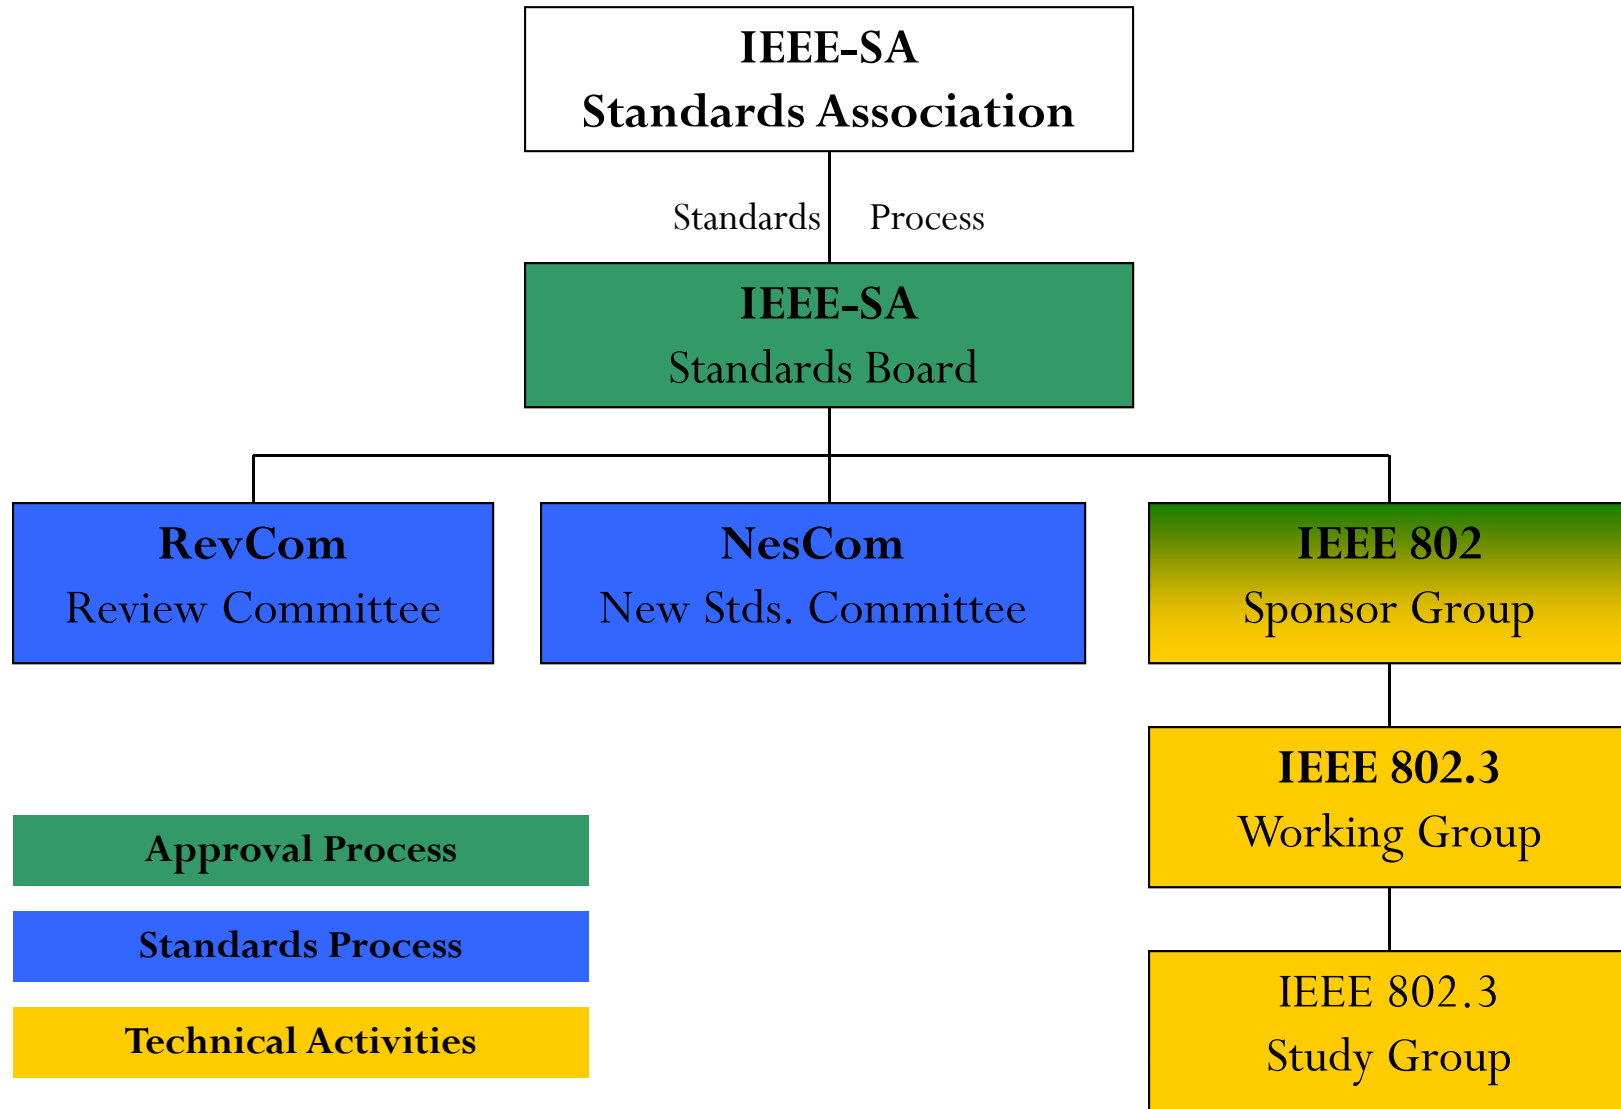 IEEE-SA
Standards Association
Standards Process
IEEE-SA
Standards Board
RevCom
Review Committee
NesCom
New Stds. Committee
IEEE 802
Sponsor Group
IEEE 802.3
Working Group
Approval Process
Standards Process
Technical Activities
IEEE 802.3
Study Group